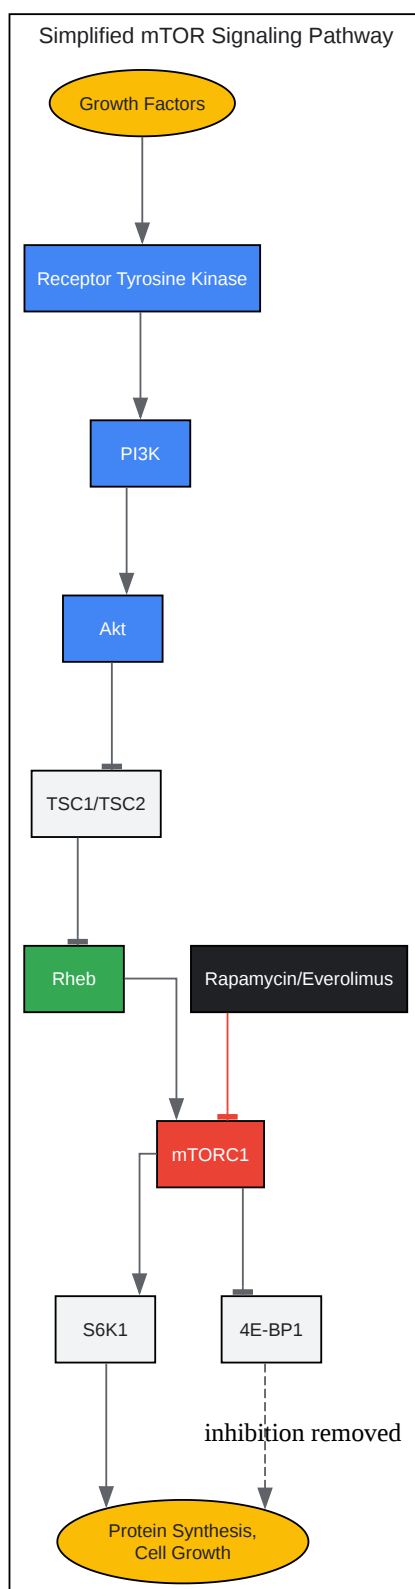 Simplified mTOR Signaling Pathway
Growth Factors
Receptor Tyrosine Kinase
PI3K
Akt
TSC1/TSC2
Rheb
Rapamycin/Everolimus
mTORC1
S6K1
4E-BP1
inhibition removed
Protein Synthesis,
Cell Growth